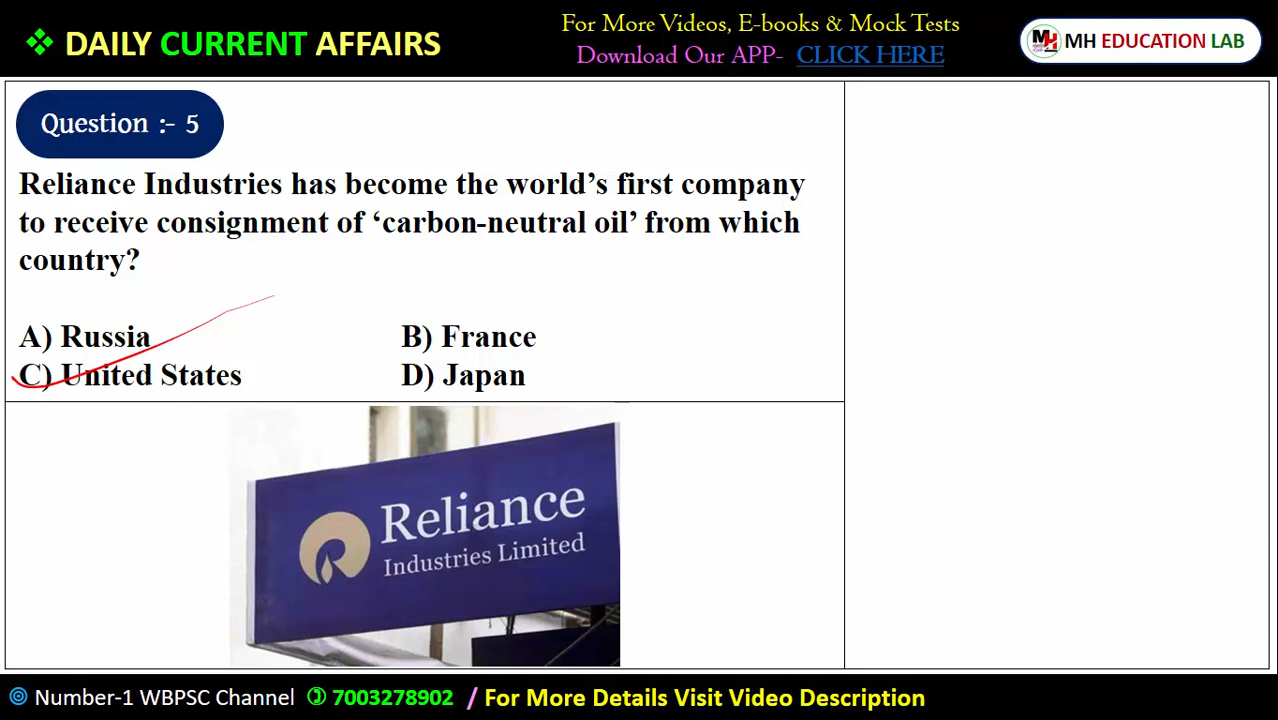 DAILY CURRENT AFFAIRS
For More Videos, E-books & Mock Tests
Download Our APP- CLICK HERE
MH EDUCATION LAB
Question :- 5
Reliance Industries has become the world's first company
to receive consignment of ‘carbon-neutral oil’ from which
country?
A) Russia
B) France
C) United States
D) Japan
Reliance
Industries Limited
Number-1 WBPSC Channel 7003278902 / For More Details Visit Video Description